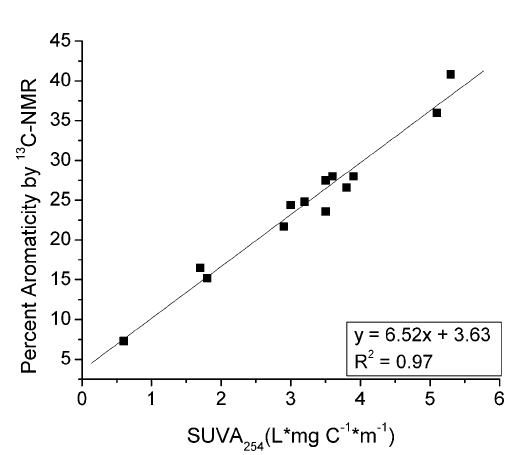 45
40
35
30
25
20
15
10
5
Percent Aromaticity by ¹³C-NMR
y = 6.52x + 3.63
R² = 0.97
0 1 2 3 4 5 6
SUVA₂₅₄(L*mg C⁻¹*m⁻¹)